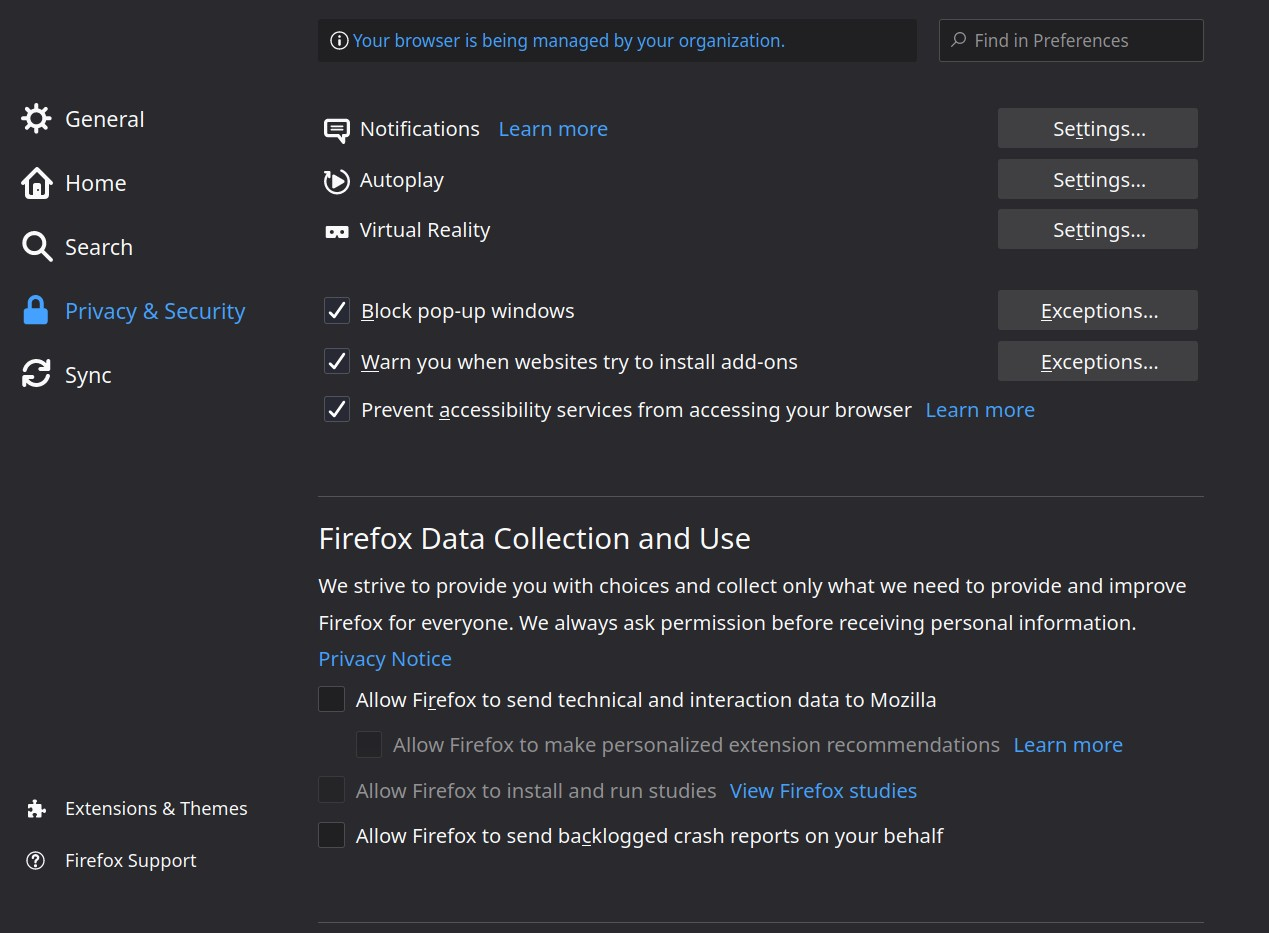 Your browser is being managed by your organization.
Find in Preferences
General
Home
Search
Privacy & Security
Sync
Extensions & Themes
Firefox Support
Notifications Learn more Settings...
Autoplay Settings...
Virtual Reality Settings...
Block pop-up windows Exceptions...
Warn you when websites try to install add-ons Exceptions...
Prevent accessibility services from accessing your browser Learn more
Firefox Data Collection and Use
We strive to provide you with choices and collect only what we need to provide and improve
Firefox for everyone. We always ask permission before receiving personal information.
Privacy Notice
Allow Firefox to send technical and interaction data to Mozilla
Allow Firefox to make personalized extension recommendations Learn more
Allow Firefox to install and run studies View Firefox studies
Allow Firefox to send backlogged crash reports on your behalf